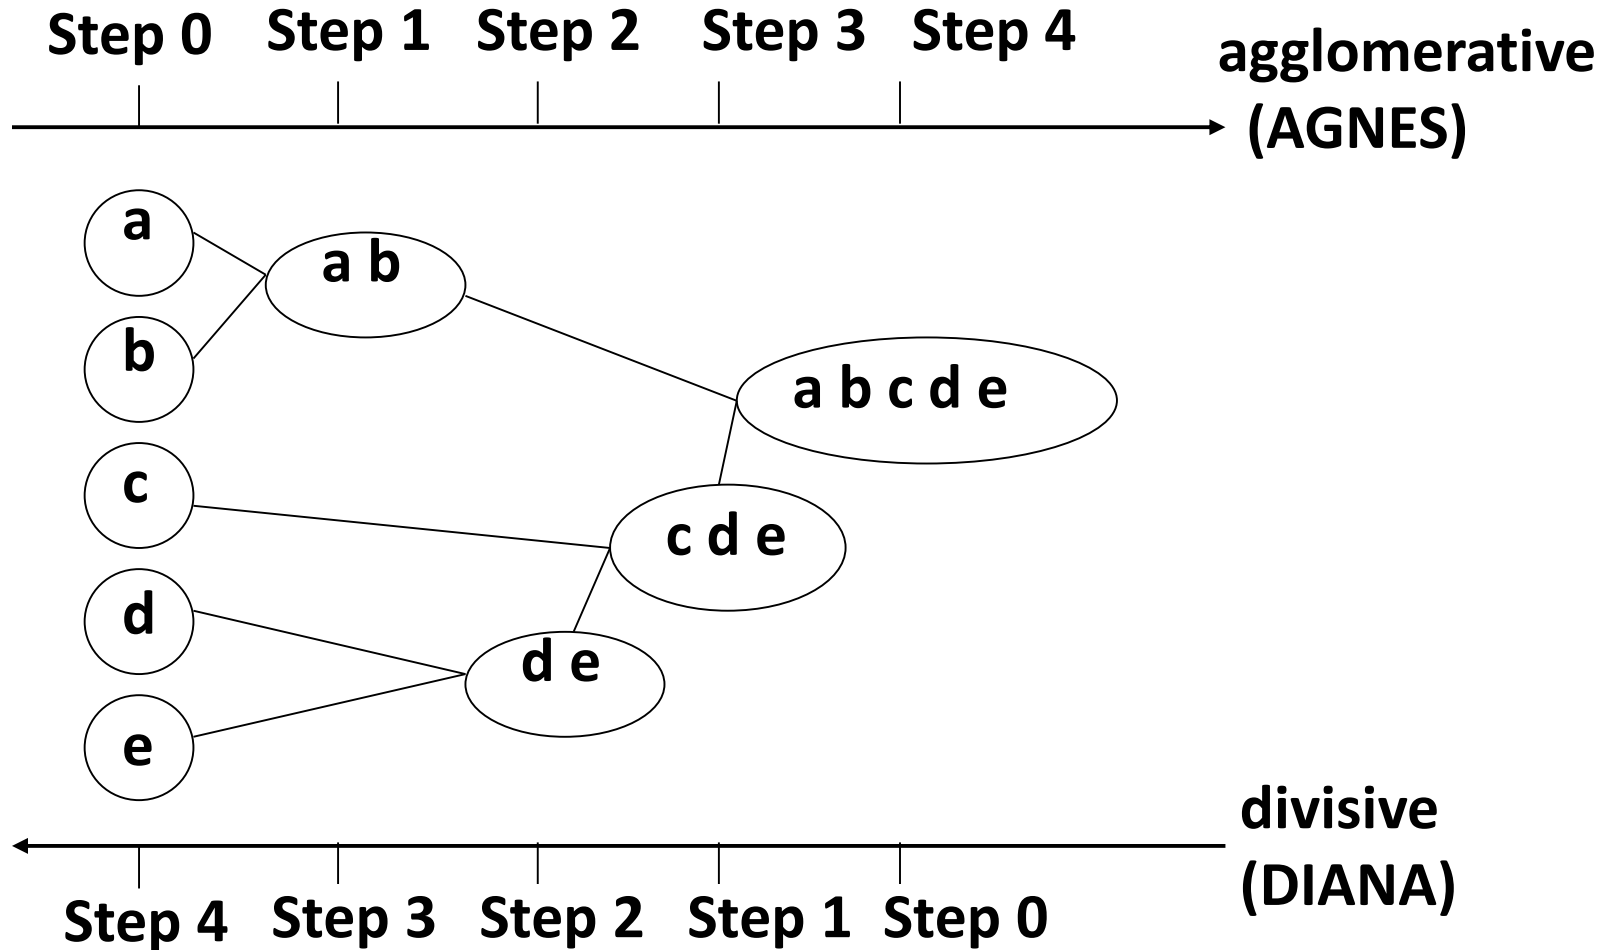 Step 0 Step 1 Step 2 Step 3 Step 4
agglomerative
(AGNES)
a
a b
b
a b c d e
c
c d e
d
d e
e
divisive
(DIANA)
Step 4 Step 3 Step 2 Step 1 Step 0